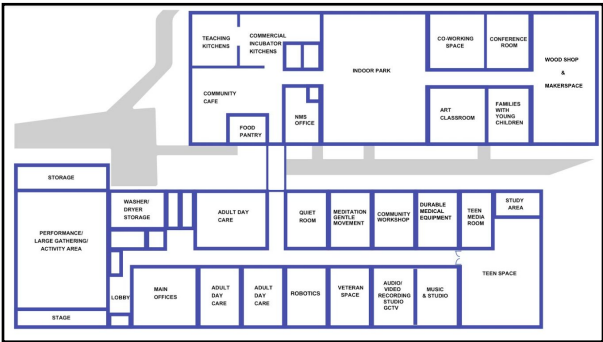 TEACHING
KITCHENS
COMMERCIAL
INCUBATOR
KITCHENS
COMMUNITY
CAFE
FOOD
PANTRY
NMS
OFFICE
INDOOR PARK
CO-WORKING
SPACE
CONFERENCE
ROOM
WOOD SHOP
&
MAKERSPACE
ART
CLASSROOM
FAMILIES
WITH
YOUNG
CHILDREN
STORAGE
PERFORMANCE/
LARGE GATHERING/
ACTIVITY AREA
STAGE
WASHER/
DRYER
STORAGE
ADULT DAY
CARE
QUIET
ROOM
MEDITATION
GENTLE
MOVEMENT
COMMUNITY
WORKSHOP
DURABLE
MEDICAL
EQUIPMENT
TEEN
MEDIA
ROOM
STUDY
AREA
TEEN SPACE
LOBBY
MAIN
OFFICES
ADULT
DAY
CARE
ADULT
DAY
CARE
ROBOTICS
VETERAN
SPACE
AUDIO/
VIDEO
RECORDING
STUDIO
GCTV
MUSIC
& STUDIO